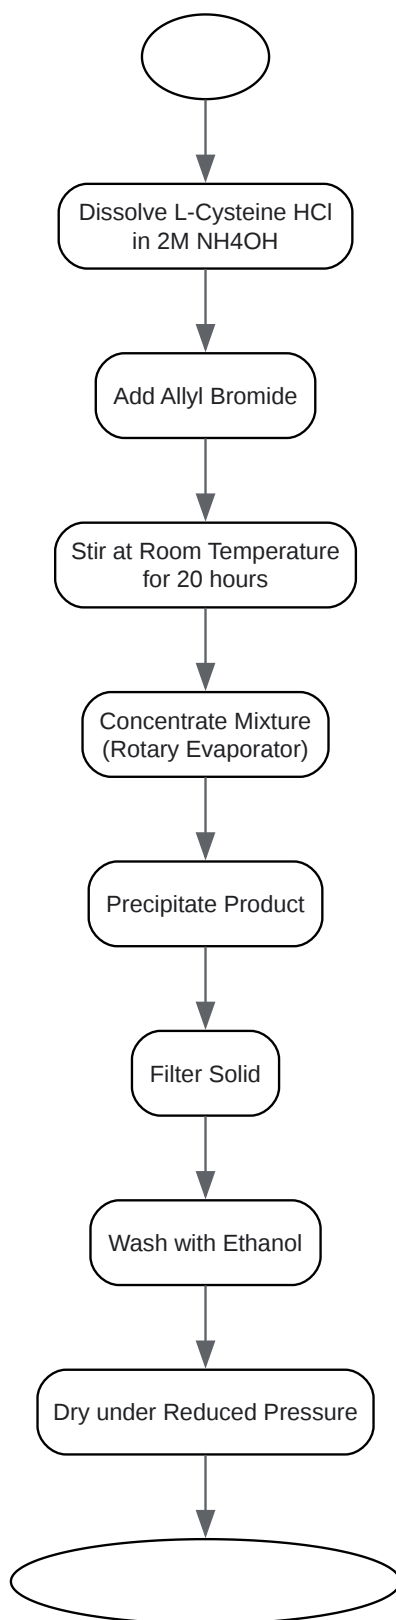 Dissolve L-Cysteine HCl
in 2M NH4OH
Add Allyl Bromide
Stir at Room Temperature
for 20 hours
Concentrate Mixture
(Rotary Evaporator)
Precipitate Product
Filter Solid
Wash with Ethanol
Dry under Reduced Pressure